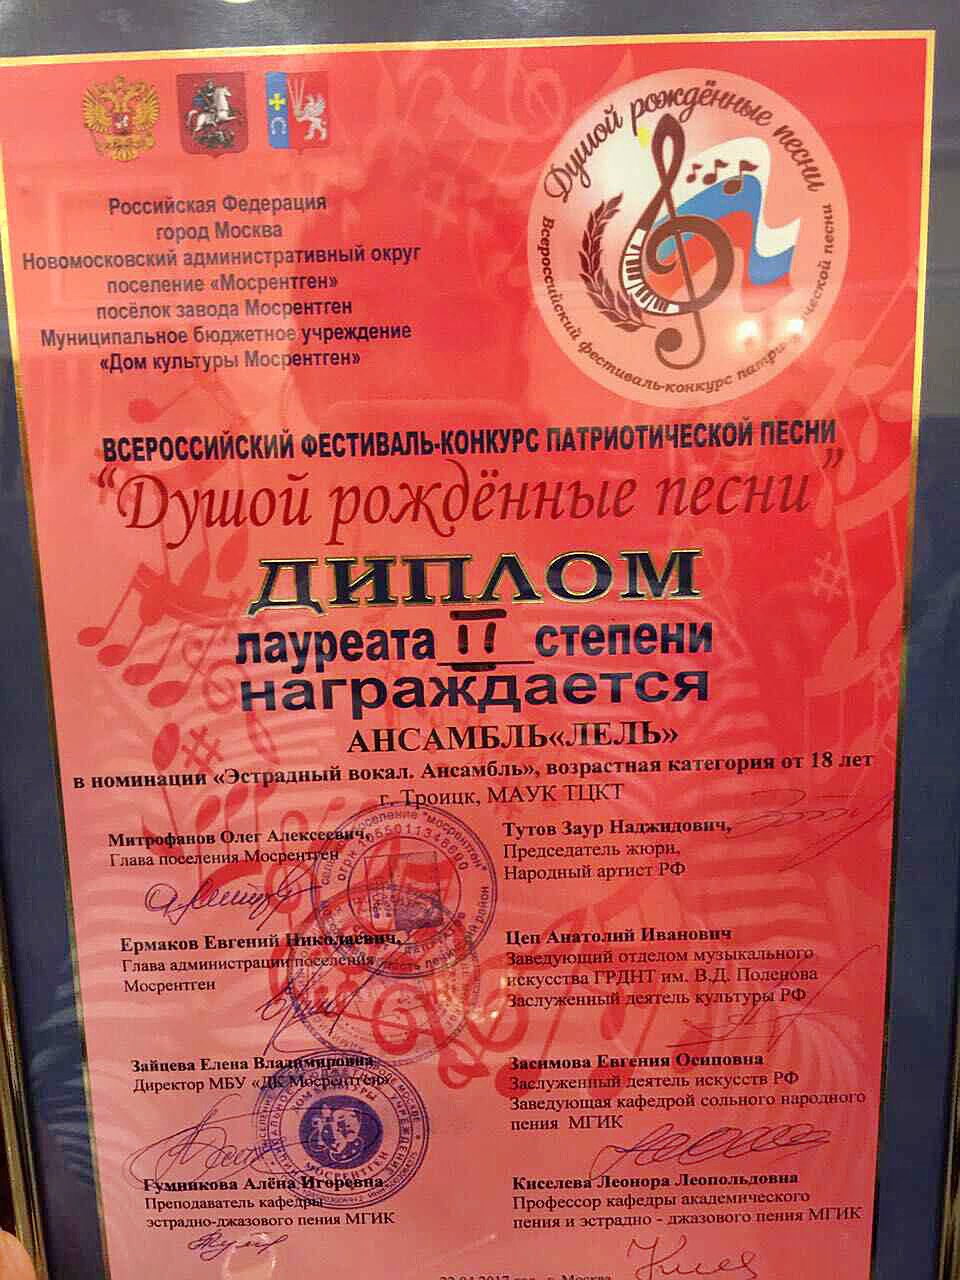 Российская Федерация
город Москва
Новомосковский административный округ
поселение «Мосрентген»
посёлок завода Мосрентген
Муниципальное бюджетное учреждение
«Дом культуры Мосрентген»
Душой рождённые песни
Всероссийский фестиваль-конкурс патриотической песни
ВСЕРОССИЙСКИЙ ФЕСТИВАЛЬ-КОНКУРС ПАТРИОТИЧЕСКОЙ ПЕСНИ
“Душой рождённые песни”
ДИПЛОМ
лауреата II степени
награждается
АНСАМБЛЬ«ЛЕЛЬ»
в номинации «Эстрадный вокал. Ансамбль», возрастная категория от 18 лет
г. Троицк, МАУК ТЦКТ
Митрофанов Олег Алексеевич,
Глава поселения Мосрентген
Ермаков Евгений Николаевич,
Глава администрации поселения
Мосрентген
Зайцева Елена Владимировна
Директор МБУ «ДК Мосрентген»
Гумникова Алёна Игоревна.
Преподаватель кафедры
эстрадно-джазового пения МГИК
Тутов Заур Наджидович,
Председатель жюри,
Народный артист РФ
Цеп Анатолий Иванович
Заведующий отделом музыкального
искусства ГРДНТ им. В.Д. Поленова
Заслуженный деятель культуры РФ
Засимова Евгения Осиповна
Заслуженный деятель искусств РФ
Заведующая кафедрой сольного народного
пения МГИК
Киселева Леонора Леопольдовна
Профессор кафедры академического
пения и эстрадно - джазового пения МГИК
22.04.2017 год г. Москва